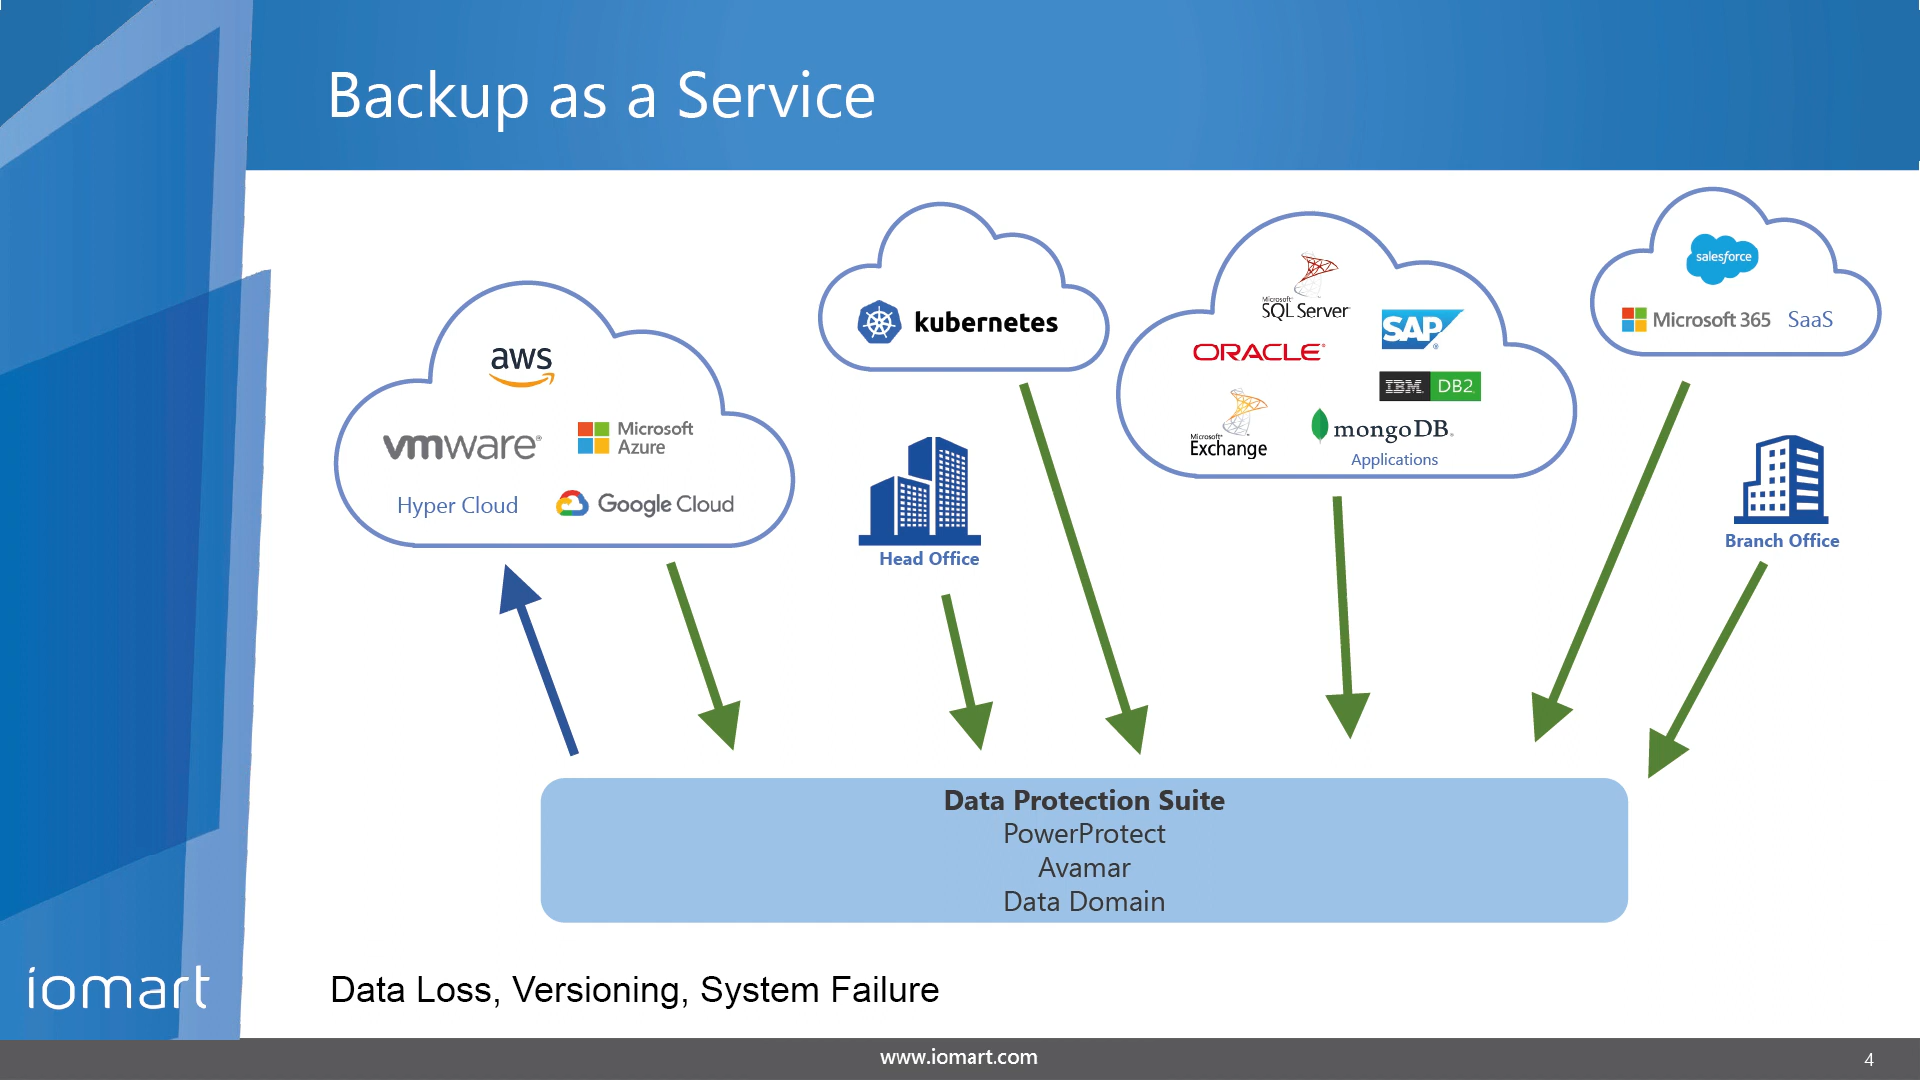 Backup as a Service
aws
vmware®
Microsoft
Azure
Hyper Cloud
Google Cloud
kubernetes
Head Office
Microsoft®
SQL Server®
SAP®
ORACLE®
IBM® DB2®
Microsoft®
Exchange
mongoDB®
Applications
salesforce
Microsoft 365
SaaS
Branch Office
Data Protection Suite
PowerProtect
Avamar
Data Domain
iomart
Data Loss, Versioning, System Failure
www.iomart.com
4